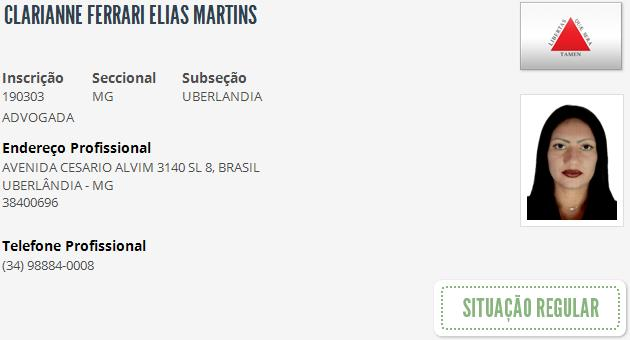 CLARIANNE FERRARI ELIAS MARTINS
LIBERTAS QUÆ SERA
TAMEN
Inscrição Seccional Subseção
190303 MG UBERLANDIA
ADVOGADA
Endereço Profissional
AVENIDA CESARIO ALVIM 3140 SL 8, BRASIL
UBERLÂNDIA - MG
38400696
Telefone Profissional
(34) 98884-0008
SITUAÇÃO REGULAR